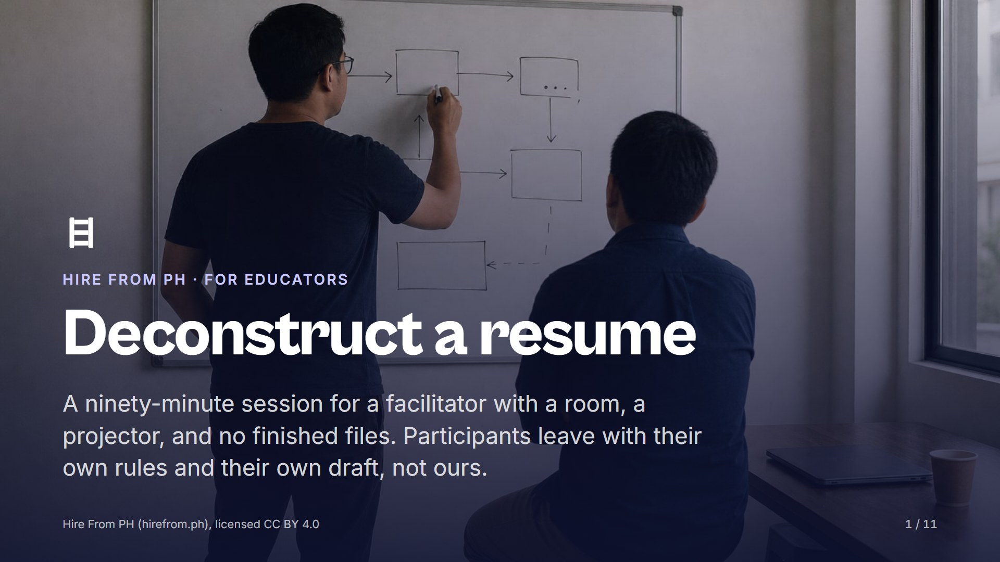 HIRE FROM PH · FOR EDUCATORS
Deconstruct a resume
A ninety-minute session for a facilitator with a room, a
projector, and no finished files. Participants leave with their
own rules and their own draft, not ours.
Hire From PH (hirefrom.ph), licensed CC BY 4.0
1 / 11